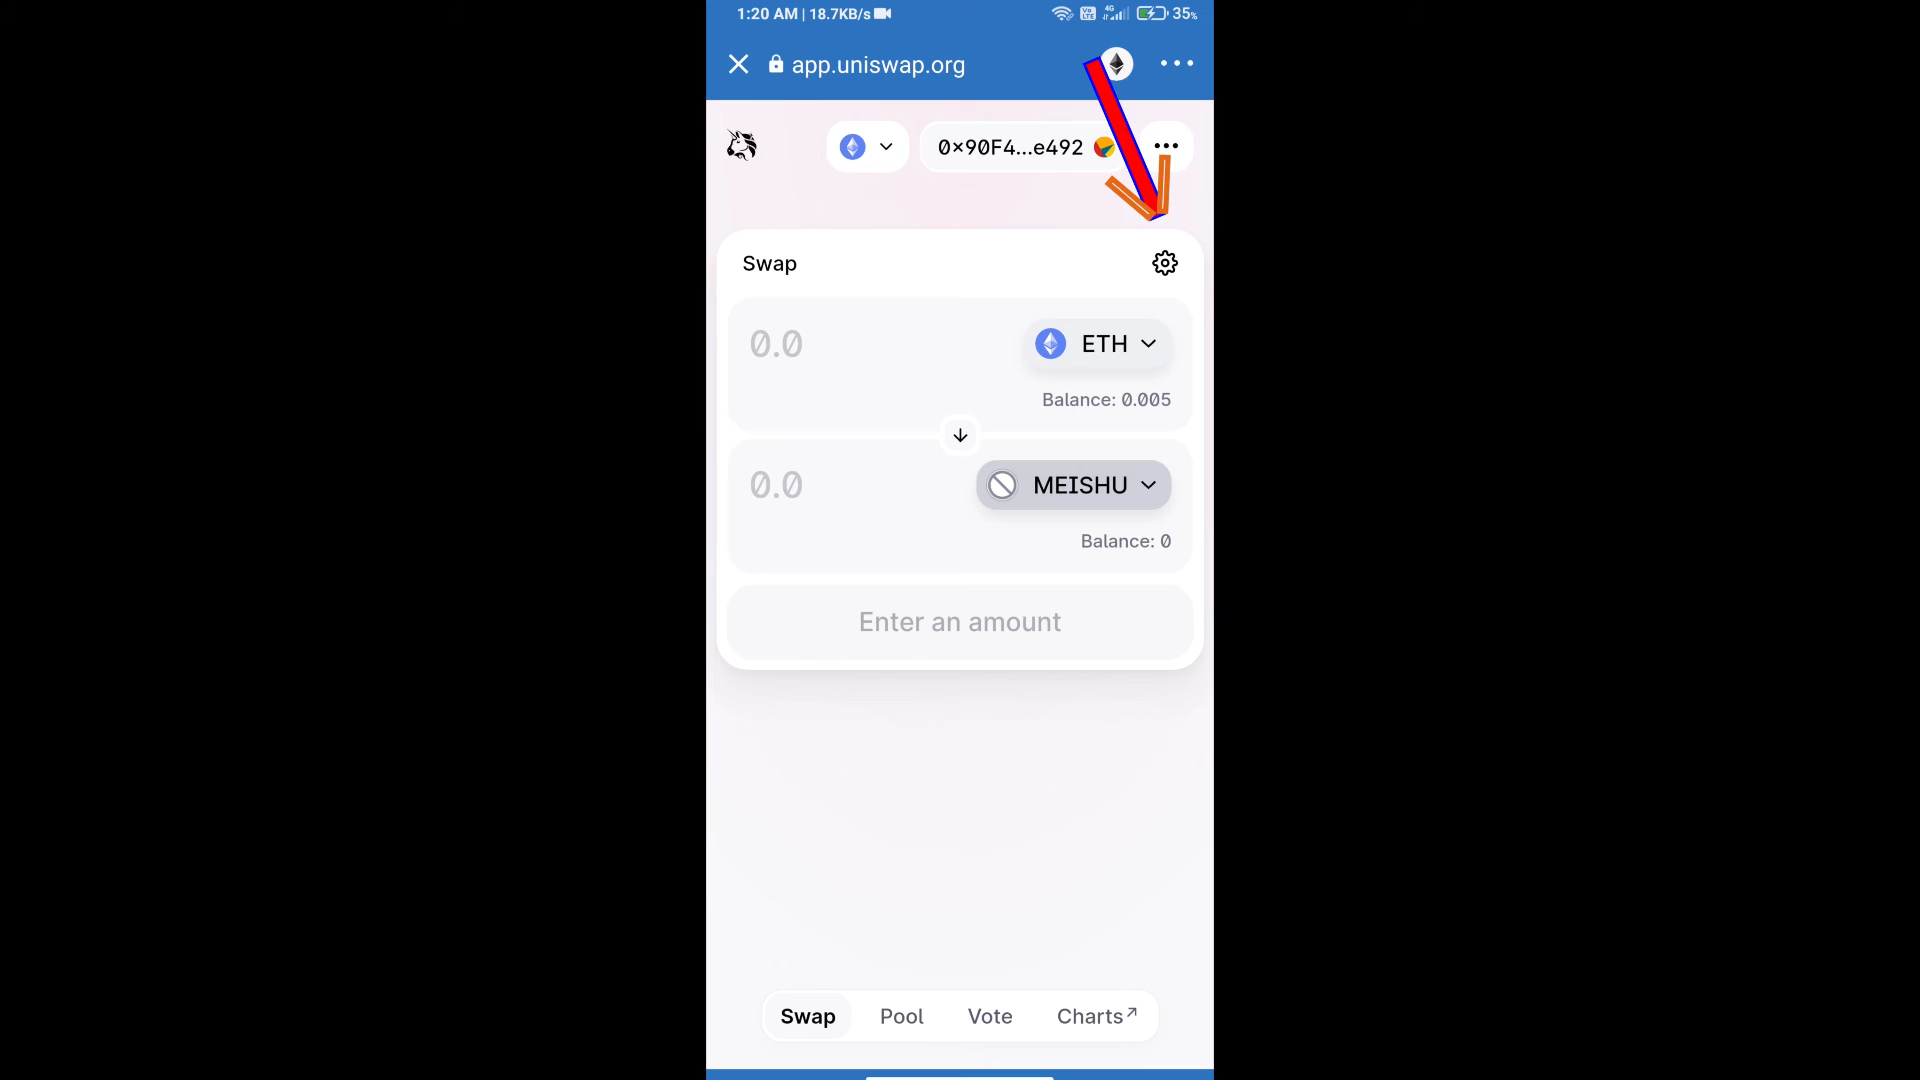 1:20 AM | 18.7KB/s 4G 35%
app.uniswap.org
0x90F4...e492
Swap
0.0 ETH
Balance: 0.005
0.0 MEISHU
Balance: 0
Enter an amount
Swap Pool Vote Charts↗